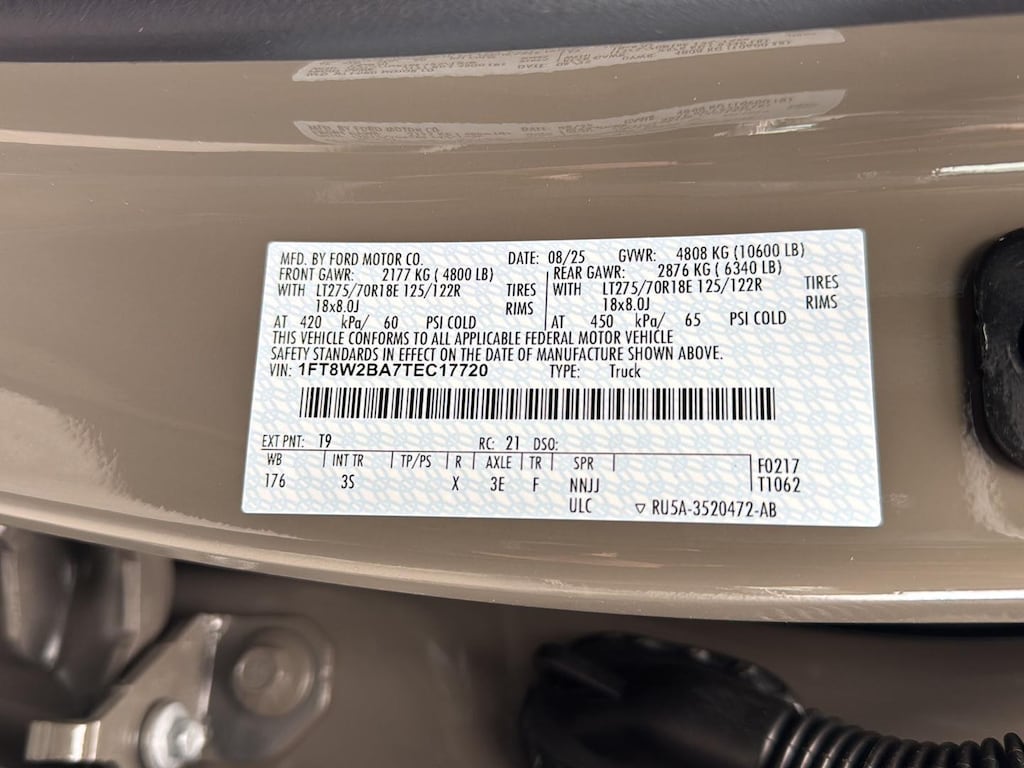 MFD. BY FORD MOTOR CO.
MFD. BY FORD MOTOR CO. DATE: 08/25 GVWR: 4808 KG (10600 LB)
FRONT GAWR: 2177 KG ( 4800 LB) REAR GAWR: 2876 KG ( 6340 LB)
WITH LT275/70R18E 125/122R TIRES WITH LT275/70R18E 125/122R TIRES
18x8.0J RIMS 18x8.0J RIMS
AT 420 kPa/ 60 PSI COLD AT 450 kPa/ 65 PSI COLD
THIS VEHICLE CONFORMS TO ALL APPLICABLE FEDERAL MOTOR VEHICLE
SAFETY STANDARDS IN EFFECT ON THE DATE OF MANUFACTURE SHOWN ABOVE.
VIN: 1FT8W2BA7TEC17720 TYPE: Truck
EXT PNT: T9 RC: 21 DSO:
WB INT TR TP/PS R AXLE TR SPR F0217
176 3S X 3E F NNJJ T1062
ULC ▽ RU5A-3520472-AB